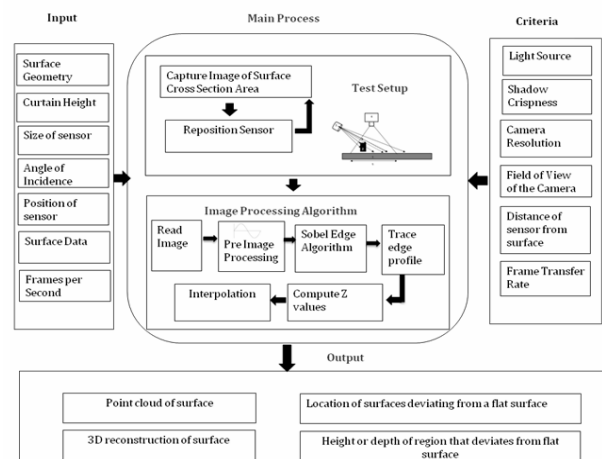 Input
Surface
Geometry
Curtain Height
Size of sensor
Angle of
Incidence
Position of
sensor
Surface Data
Frames per
Second
Main Process
Capture Image of Surface
Cross Section Area
Reposition Sensor
Test Setup
Image Processing Algorithm
Read
Image
Pre Image
Processing
Sobel Edge
Algorithm
Trace
edge
profile
Compute Z
values
Interpolation
Criteria
Light Source
Shadow
Crispness
Camera
Resolution
Field of View
of the Camera
Distance of
sensor from
surface
Frame Transfer
Rate
Output
Point cloud of surface
Location of surfaces deviating from a flat surface
3D reconstruction of surface
Height or depth of region that deviates from flat
surface